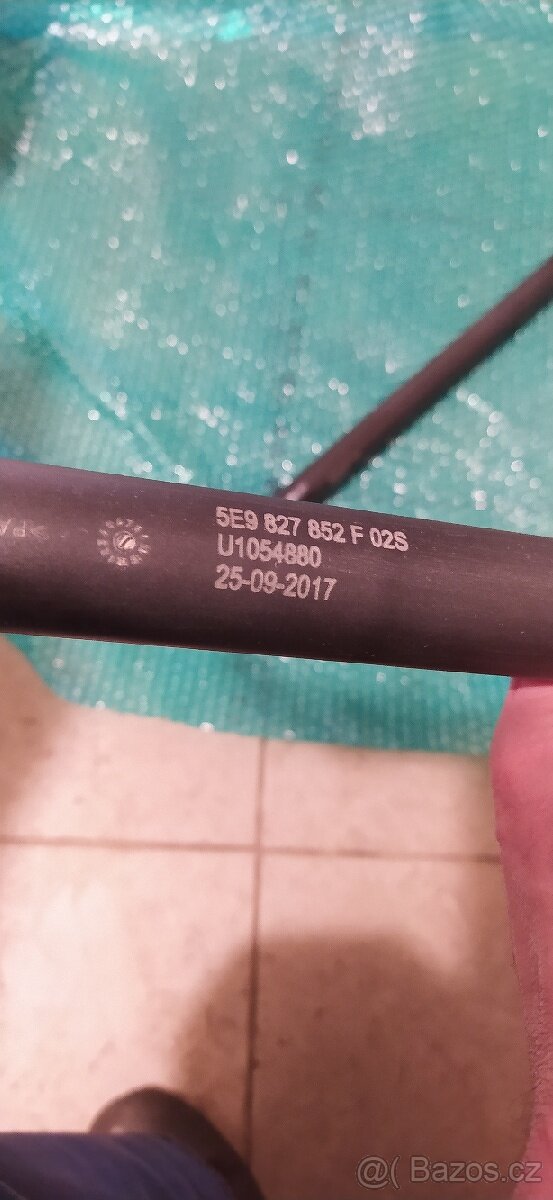 5E9 827 852 F 02S
U1054880
25-09-2017
@( Bazos.cz